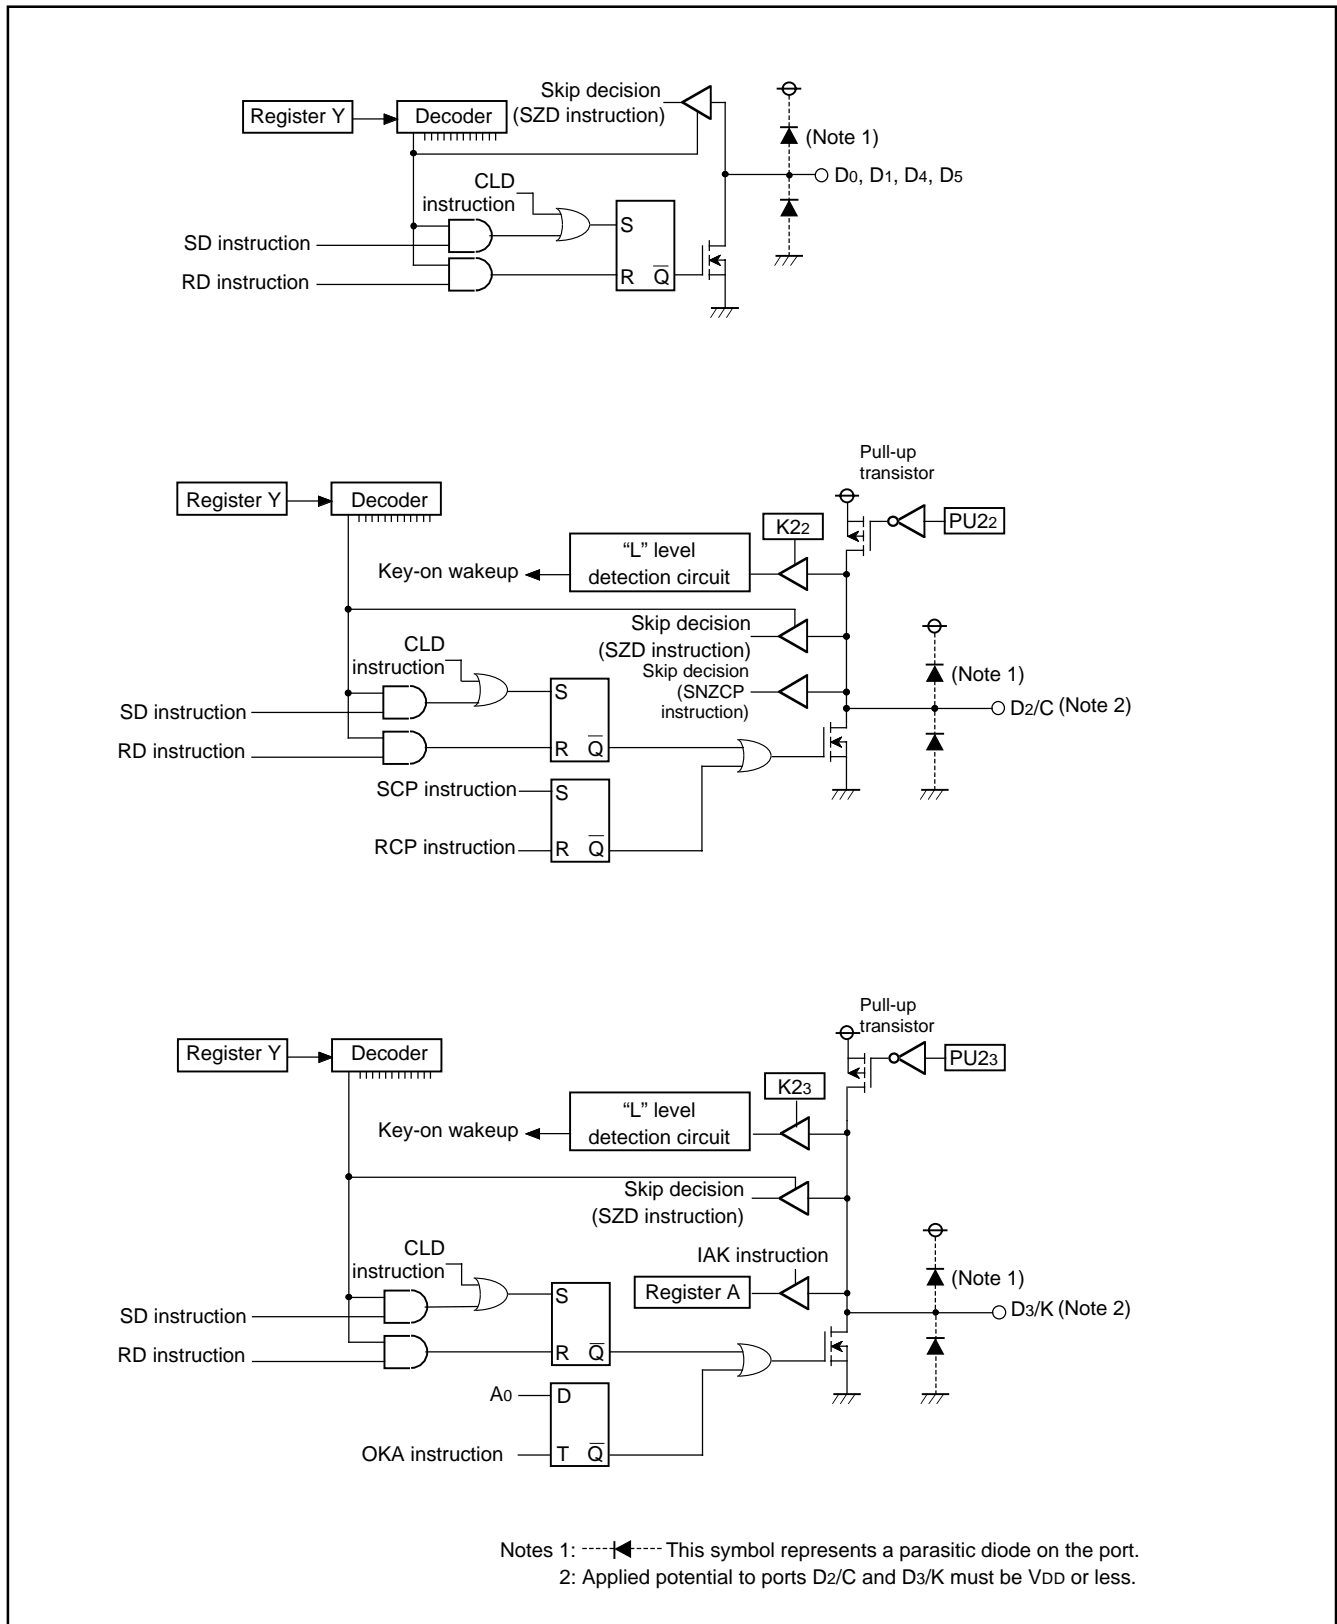 Skip decision
(SZD instruction)
Register Y
Decoder
(Note 1)
D0, D1, D4, D5
CLD
instruction
S
SD instruction
RD instruction
R Q̅
Pull-up
transistor
Register Y
Decoder
K22
PU22
"L" level
detection circuit
Key-on wakeup
Skip decision
(SZD instruction)
CLD
instruction
Skip decision
(SNZCP
instruction)
(Note 1)
S
SD instruction
D2/C (Note 2)
RD instruction
R Q̅
SCP instruction
S
RCP instruction
R Q̅
Pull-up
transistor
Register Y
Decoder
PU23
K23
"L" level
detection circuit
Key-on wakeup
Skip decision
(SZD instruction)
CLD
instruction
IAK instruction
(Note 1)
Register A
S
SD instruction
D3/K (Note 2)
RD instruction
R Q̅
A0
D
OKA instruction
T Q̅
Notes 1: This symbol represents a parasitic diode on the port.
2: Applied potential to ports D2/C and D3/K must be VDD or less.